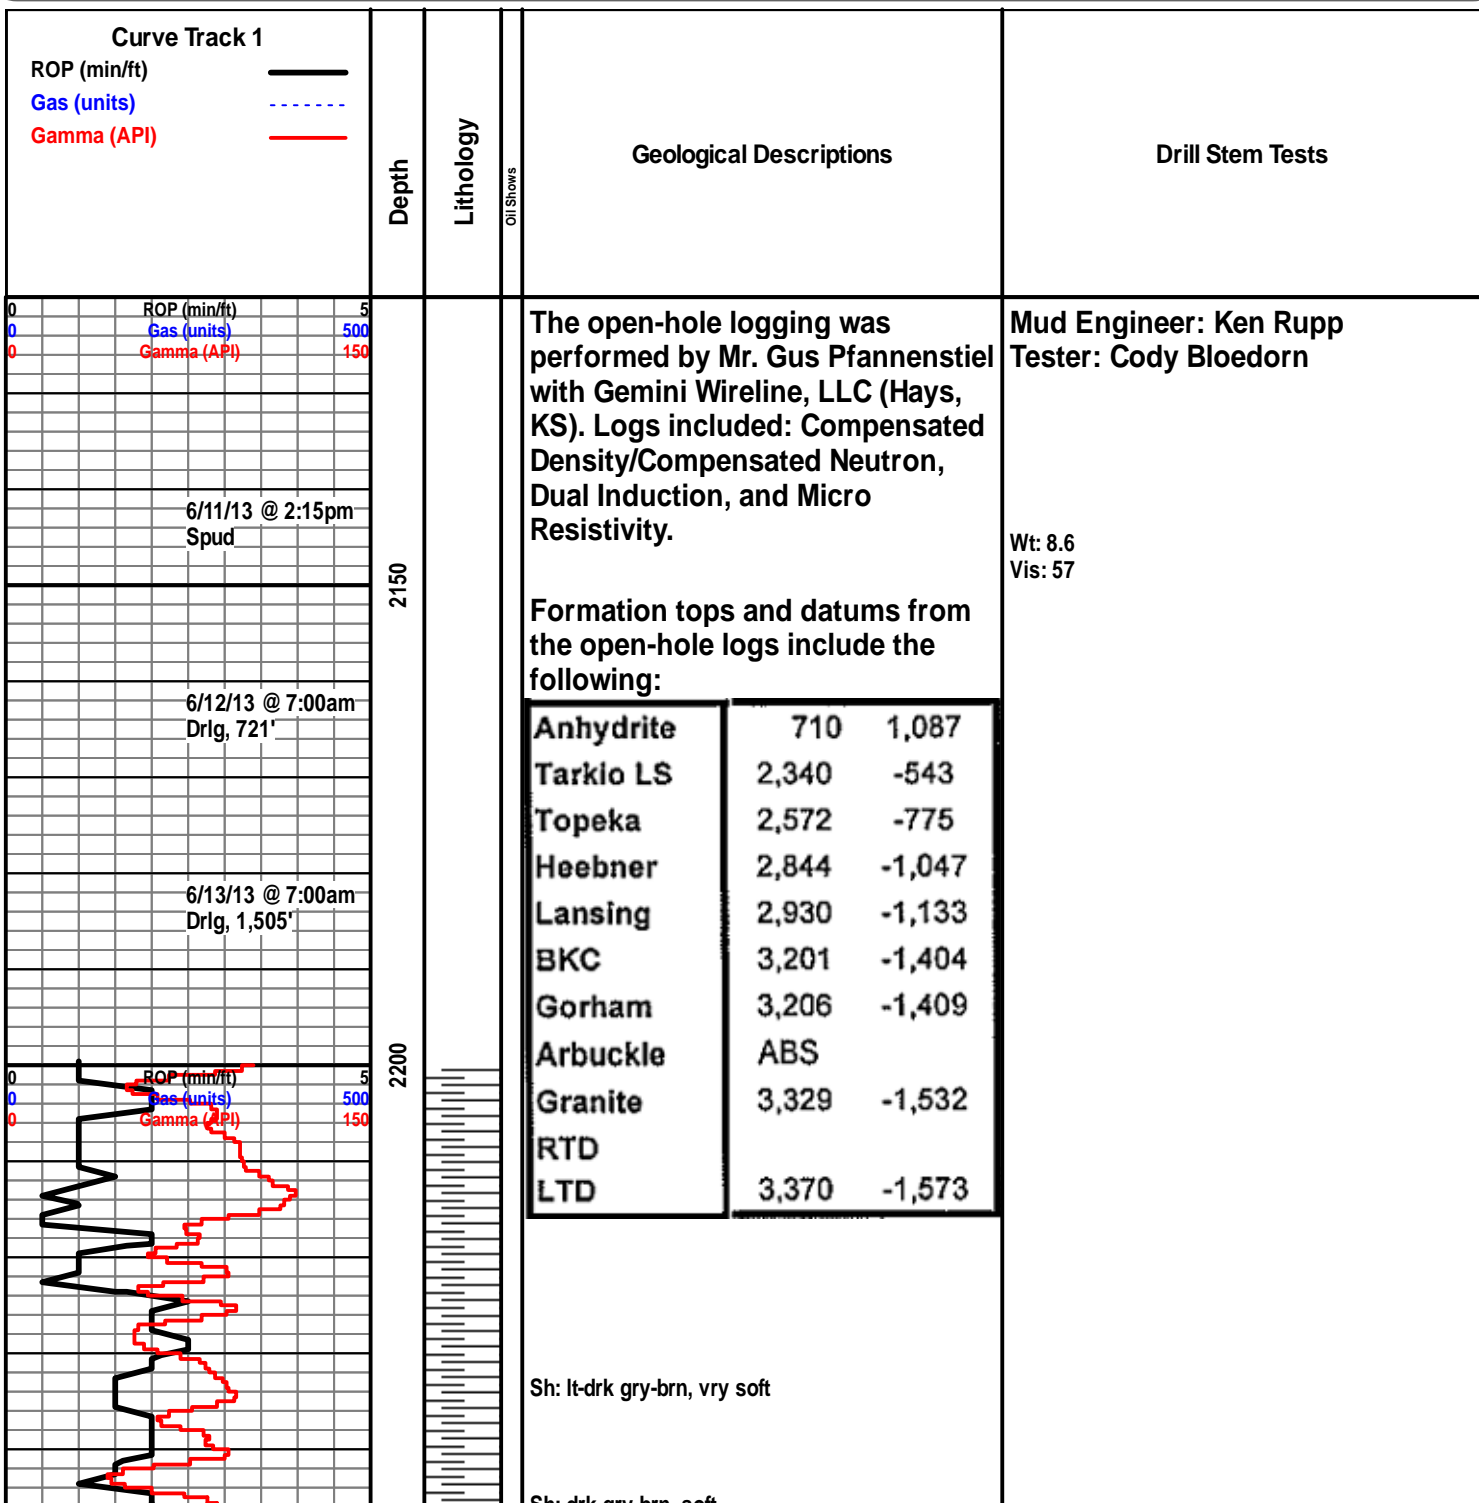 Curve Track 1
ROP (min/ft)
Gas (units)
Gamma (API)
Depth
Lithology
Oil Shows
Geological Descriptions
Drill Stem Tests
0 ROP (min/ft) 5
0 Gas (units) 500
0 Gamma (API) 150
6/11/13 @ 2:15pm
Spud
2150
6/12/13 @ 7:00am
Drlg, 721'
6/13/13 @ 7:00am
Drlg, 1,505'
2200
0 ROP (min/ft) 5
0 Gas (units) 500
0 Gamma (API) 150
The open-hole logging was
performed by Mr. Gus Pfannenstiel
with Gemini Wireline, LLC (Hays,
KS). Logs included: Compensated
Density/Compensated Neutron,
Dual Induction, and Micro
Resistivity.
Formation tops and datums from
the open-hole logs include the
following:
Anhydrite 710 1,087
Tarkio LS 2,340 -543
Topeka 2,572 -775
Heebner 2,844 -1,047
Lansing 2,930 -1,133
BKC 3,201 -1,404
Gorham 3,206 -1,409
Arbuckle ABS
Granite 3,329 -1,532
RTD
LTD 3,370 -1,573
Sh: lt-drk gry-brn, vry soft
Sh: drk gry-brn, soft
Mud Engineer: Ken Rupp
Tester: Cody Bloedorn
Wt: 8.6
Vis: 57